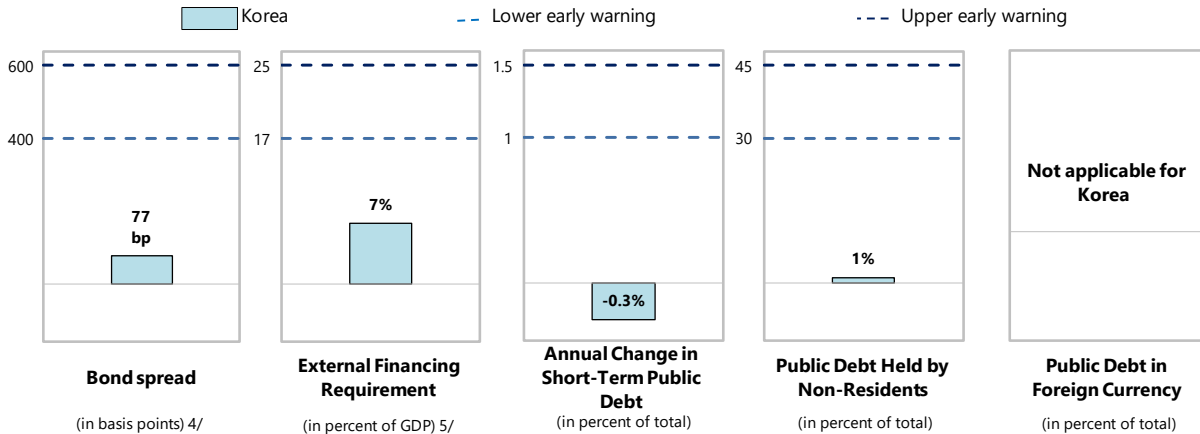 Korea
Lower early warning
Upper early warning
600
400
77
bp
Bond spread
(in basis points) 4/
25
17
7%
External Financing
Requirement
(in percent of GDP) 5/
1.5
1
-0.3%
Annual Change in
Short-Term Public
Debt
(in percent of total)
45
30
1%
Public Debt Held by
Non-Residents
(in percent of total)
Not applicable for
Korea
Public Debt in
Foreign Currency
(in percent of total)